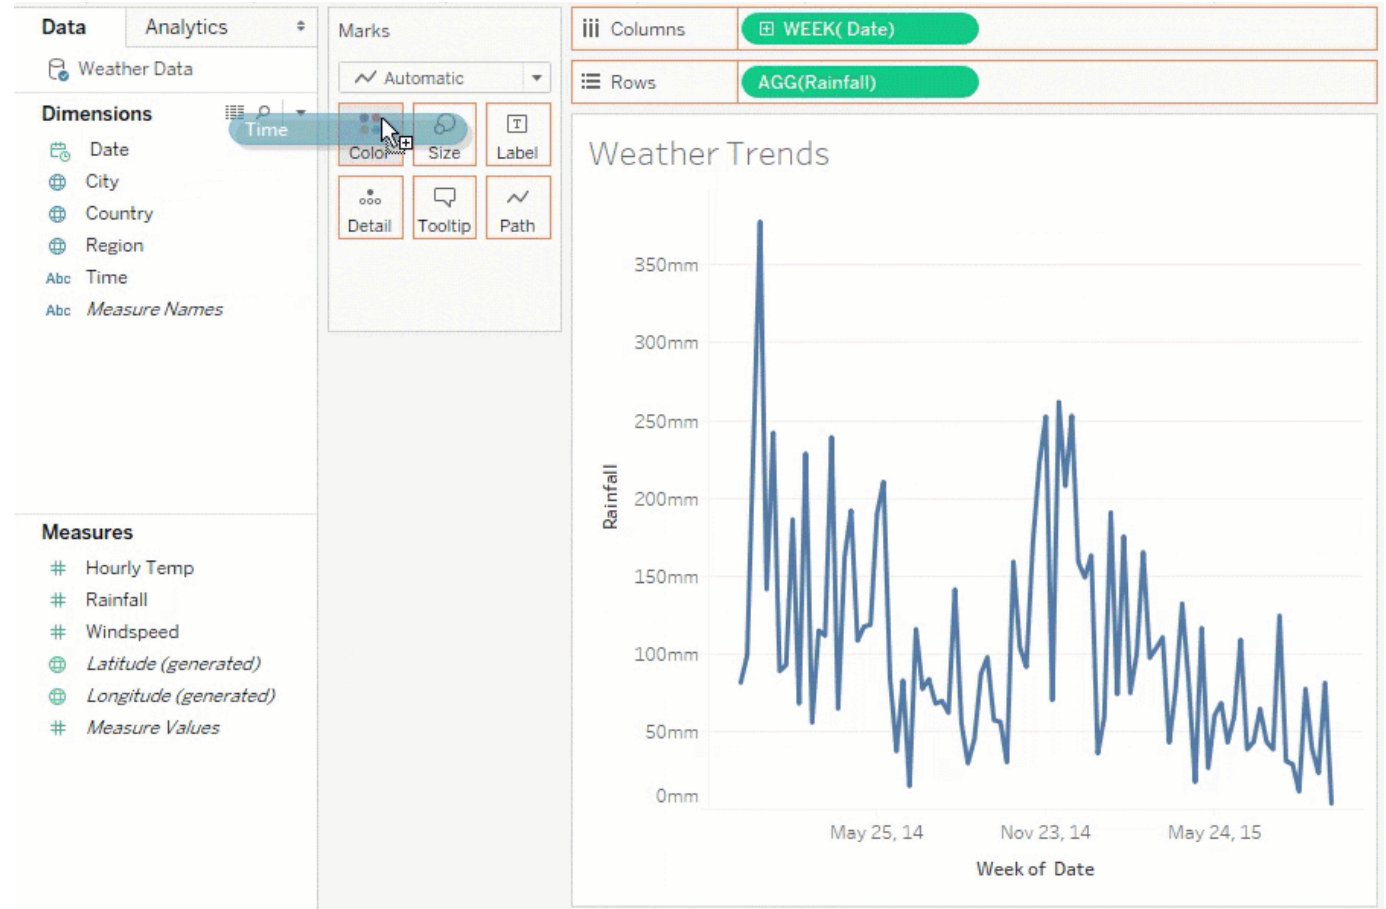 Data
Analytics
Weather Data
Dimensions
Time
Date
City
Country
Region
Abc Time
Abc Measure Names
Measures
# Hourly Temp
# Rainfall
# Windspeed
Latitude (generated)
Longitude (generated)
# Measure Values
Marks
Automatic
Color
Size
T
Label
Detail
Tooltip
Path
Columns
WEEK( Date)
Rows
AGG(Rainfall)
Weather Trends
Rainfall
350mm
300mm
250mm
200mm
150mm
100mm
50mm
0mm
May 25, 14
Nov 23, 14
May 24, 15
Week of Date